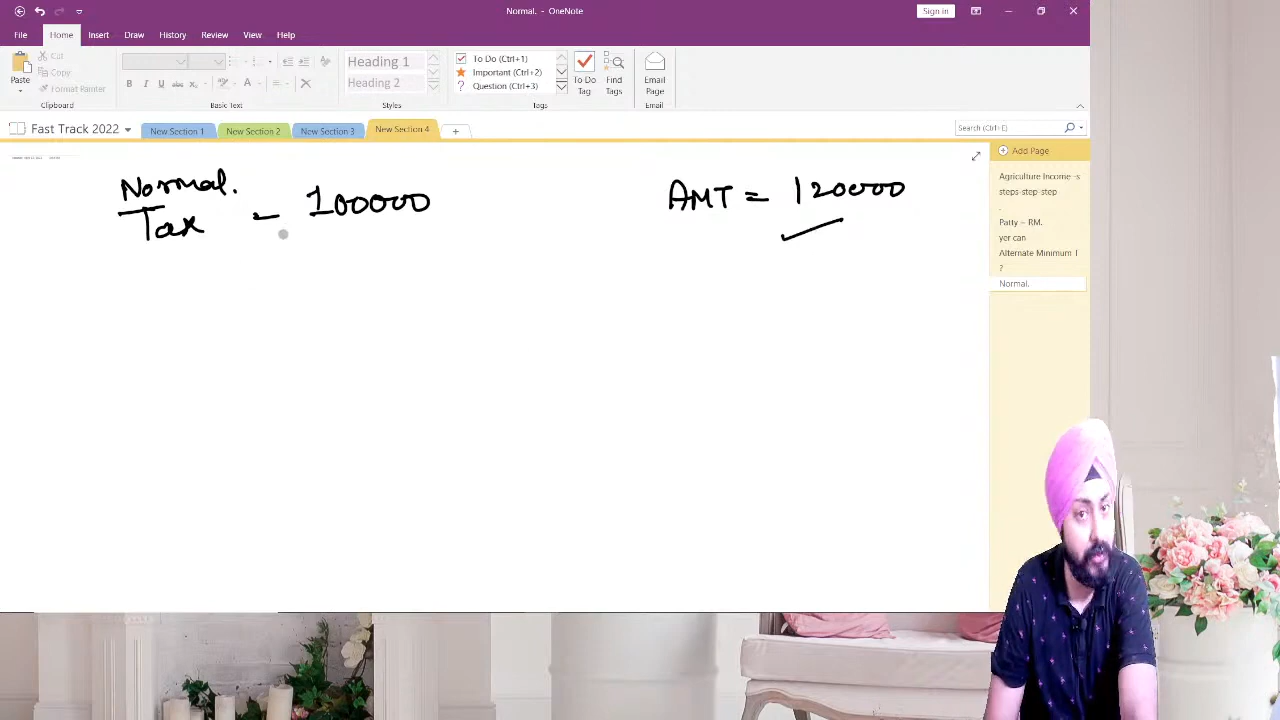 Normal. - OneNote
Sign in
File Home Insert Draw History Review View Help
Paste
Cut
Copy
Format Painter
Clipboard
B I U
Basic Text
Heading 1
Heading 2
Styles
To Do (Ctrl+1)
Important (Ctrl+2)
Question (Ctrl+3)
Tags
To Do Tag
Find Tags
Email Page
Email
Fast Track 2022
New Section 1
New Section 2
New Section 3
New Section 4
Search (Ctrl+E)
Add Page
Agriculture Income -s
steps-step-step
.
Patty - RM.
yer can
Alternate Minimum T
?
Normal.
Normal.
Tax = 100000
AMT = 120000